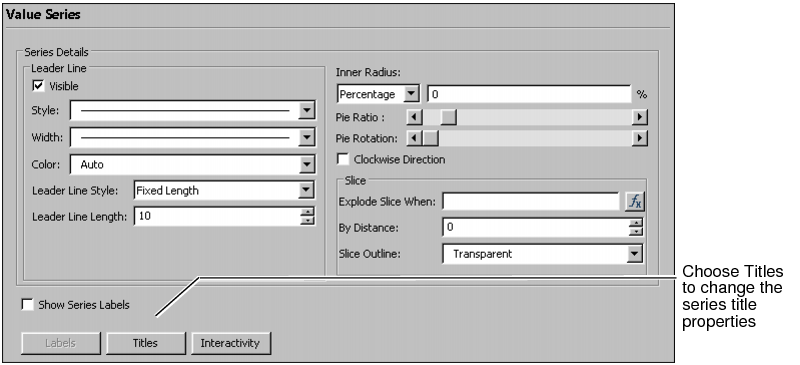 Value Series
Series Details
Leader Line
Visible
Style:
Width:
Color: Auto
Leader Line Style: Fixed Length
Leader Line Length: 10
Inner Radius:
Percentage 0 %
Pie Ratio :
Pie Rotation:
Clockwise Direction
Slice
Explode Slice When: fx
By Distance: 0
Slice Outline: Transparent
Show Series Labels
Labels Titles Interactivity
Choose Titles
to change the
series title
properties